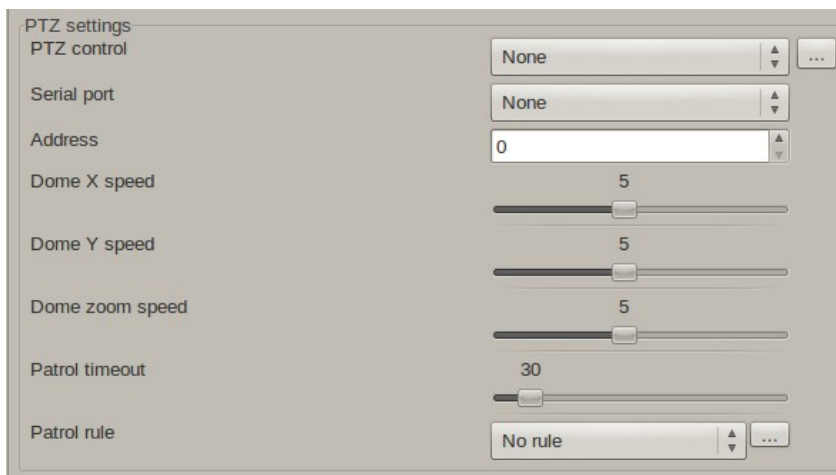 PTZ settings
PTZ control
None
...
Serial port
None
Address
0
Dome X speed
5
Dome Y speed
5
Dome zoom speed
5
Patrol timeout
30
Patrol rule
No rule
...